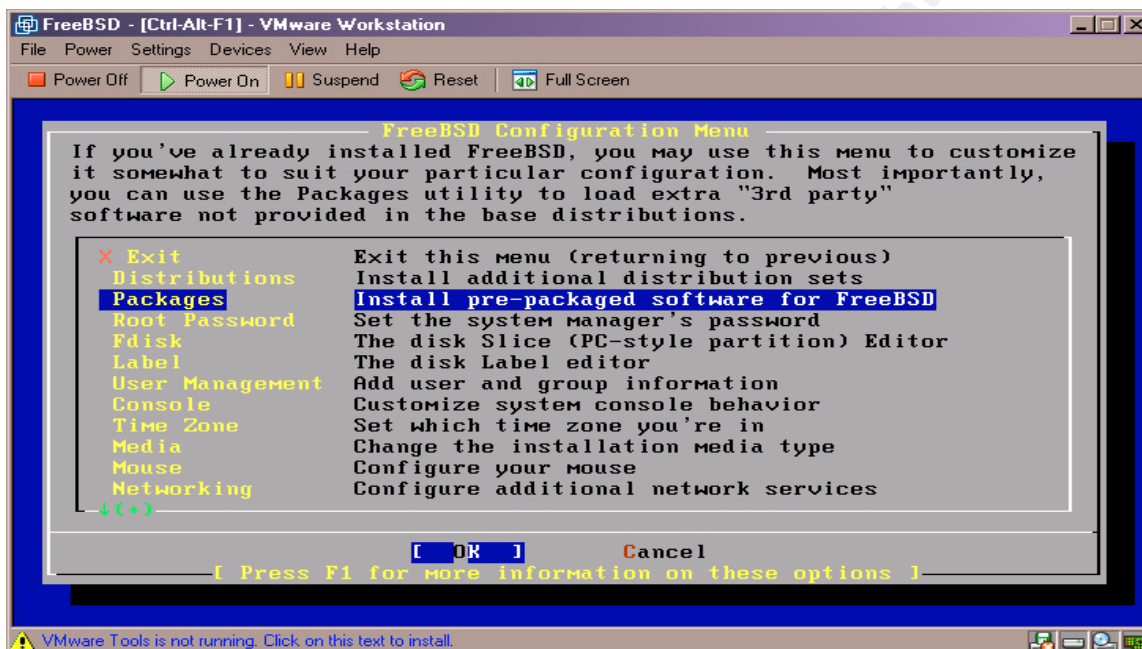 FreeBSD - [Ctrl-Alt-F1] - VMware Workstation
File Power Settings Devices View Help
Power Off Power On Suspend Reset Full Screen
FreeBSD Configuration Menu
If you've already installed FreeBSD, you may use this menu to customize
it somewhat to suit your particular configuration. Most importantly,
you can use the Packages utility to load extra "3rd party"
software not provided in the base distributions.
X Exit Exit this menu (returning to previous)
Distributions Install additional distribution sets
Packages Install pre-packaged software for FreeBSD
Root Password Set the system manager's password
Fdisk The disk Slice (PC-style partition) Editor
Label The disk Label editor
User Management Add user and group information
Console Customize system console behavior
Time Zone Set which time zone you're in
Media Change the installation media type
Mouse Configure your mouse
Networking Configure additional network services
↓(+)
[ OK ] Cancel
[ Press F1 for more information on these options ]
VMware Tools is not running. Click on this text to install.